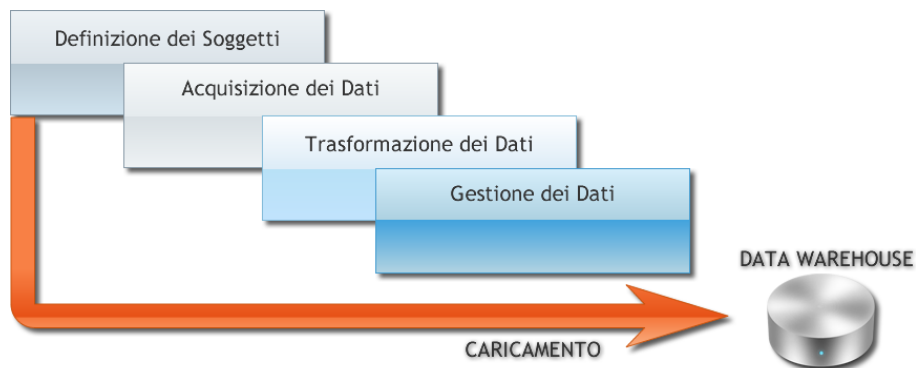 Definizione dei Soggetti
Acquisizione dei Dati
Trasformazione dei Dati
Gestione dei Dati
DATA WAREHOUSE
CARICAMENTO